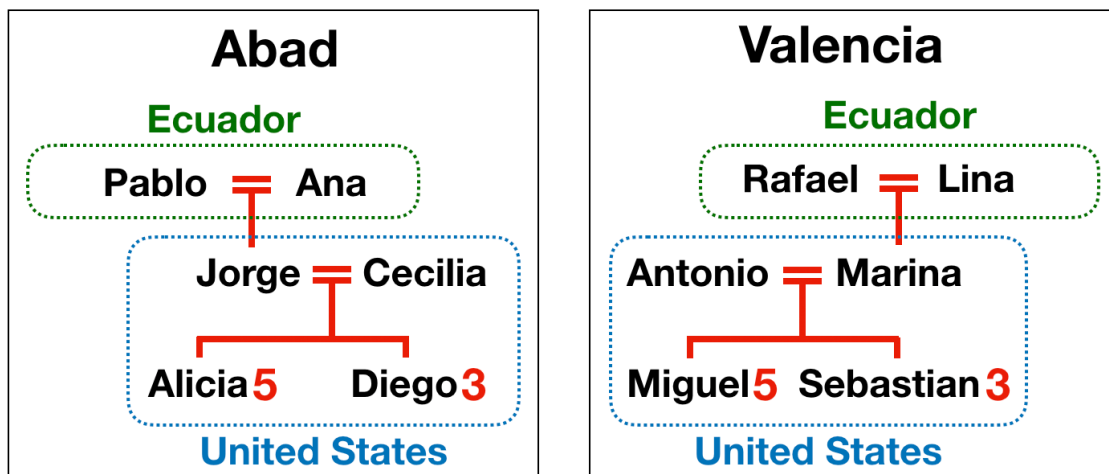 Abad
Ecuador
Pablo Ana
Jorge Cecilia
Alicia 5 Diego 3
United States
Valencia
Ecuador
Rafael Lina
Antonio Marina
Miguel 5 Sebastian 3
United States